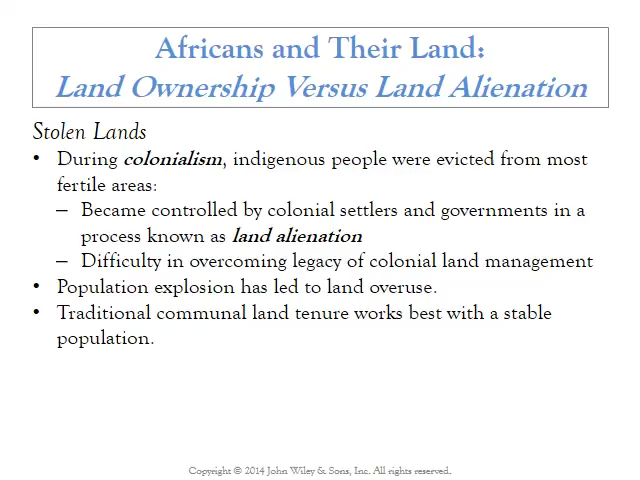 Africans and Their Land:
Land Ownership Versus Land Alienation
Stolen Lands
• During colonialism, indigenous people were evicted from most
fertile areas:
– Became controlled by colonial settlers and governments in a
process known as land alienation
– Difficulty in overcoming legacy of colonial land management
• Population explosion has led to land overuse.
• Traditional communal land tenure works best with a stable
population.
Copyright © 2014 John Wiley & Sons, Inc. All rights reserved.